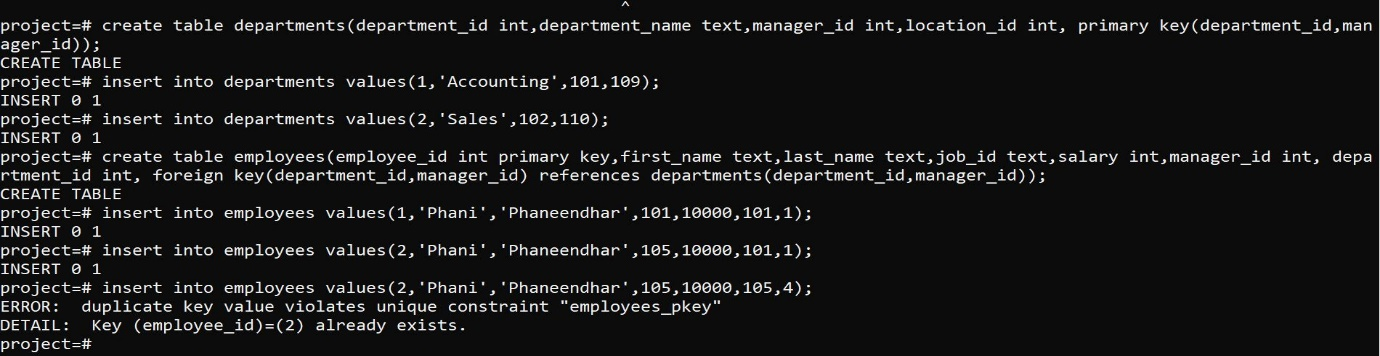 ^
project=# create table departments(department_id int,department_name text,manager_id int,location_id int, primary key(department_id,man
ager_id));
CREATE TABLE
project=# insert into departments values(1,'Accounting',101,109);
INSERT 0 1
project=# insert into departments values(2,'Sales',102,110);
INSERT 0 1
project=# create table employees(employee_id int primary key,first_name text,last_name text,job_id text,salary int,manager_id int, depa
rtment_id int, foreign key(department_id,manager_id) references departments(department_id,manager_id));
CREATE TABLE
project=# insert into employees values(1,'Phani','Phaneendhar',101,10000,101,1);
INSERT 0 1
project=# insert into employees values(2,'Phani','Phaneendhar',105,10000,101,1);
INSERT 0 1
project=# insert into employees values(2,'Phani','Phaneendhar',105,10000,105,4);
ERROR:  duplicate key value violates unique constraint "employees_pkey"
DETAIL:  Key (employee_id)=(2) already exists.
project=#